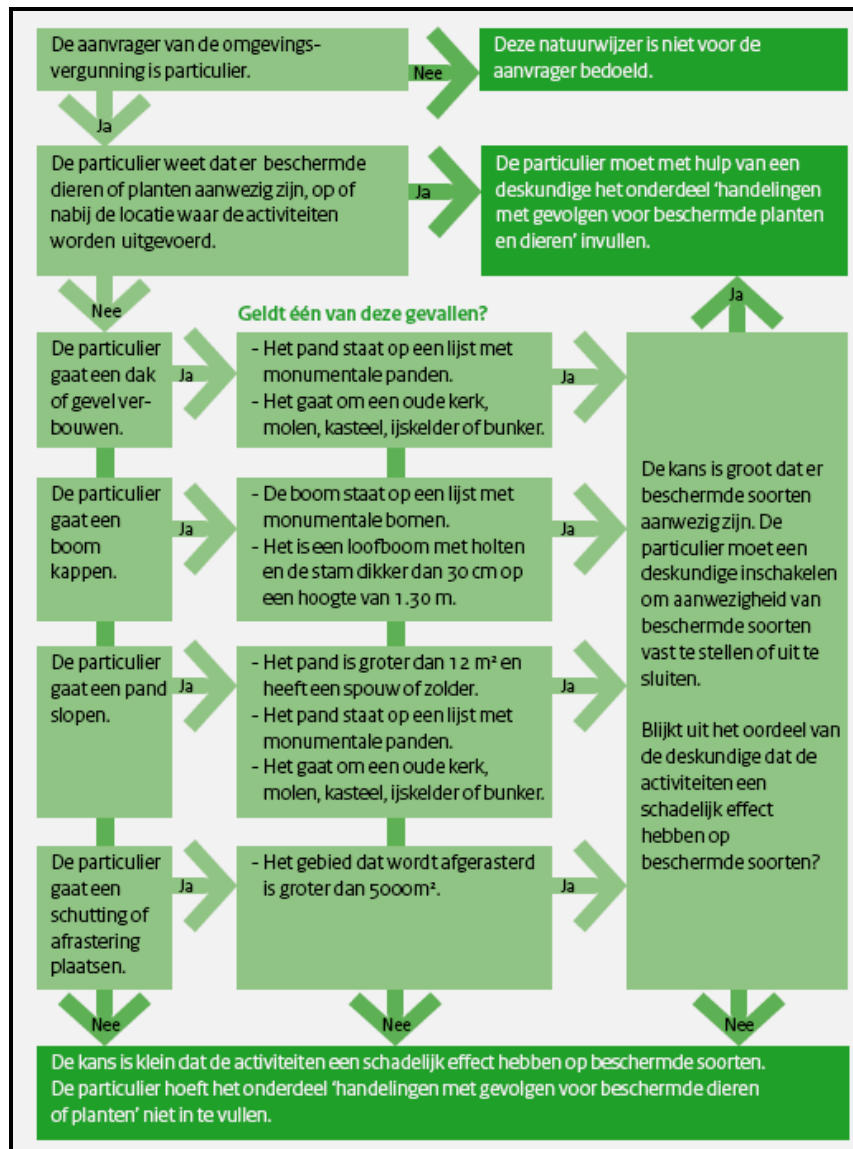 De aanvrager van de omgevings-
vergunning is particulier.
Nee
Deze natuurwijzer is niet voor de
aanvrager bedoeld.
Ja
De particulier weet dat er beschermde
dieren of planten aanwezig zijn, op of
nabij de locatie waar de activiteiten
worden uitgevoerd.
Ja
De particulier moet met hulp van een
deskundige het onderdeel ‘handelingen
met gevolgen voor beschermde planten
en dieren’ invullen.
Nee
Geldt één van deze gevallen?
Ja
De particulier
gaat een dak
of gevel ver-
bouwen.
Ja
- Het pand staat op een lijst met
monumentale panden.
- Het gaat om een oude kerk,
molen, kasteel, ijskelder of bunker.
Ja
De particulier
gaat een
boom
kappen.
Ja
- De boom staat op een lijst met
monumentale bomen.
- Het is een loofboom met holten
en de stam dikker dan 30 cm op
een hoogte van 1.30 m.
Ja
De particulier
gaat een pand
slopen.
Ja
- Het pand is groter dan 12 m² en
heeft een spouw of zolder.
- Het pand staat op een lijst met
monumentale panden.
- Het gaat om een oude kerk,
molen, kasteel, ijskelder of bunker.
Ja
De particulier
gaat een
schutting of
afrastering
plaatsen.
Ja
- Het gebied dat wordt afgerasterd
is groter dan 5000m².
Ja
De kans is groot dat er
beschermde soorten
aanwezig zijn. De
particulier moet een
deskundige inschakelen
om aanwezigheid van
beschermde soorten
vast te stellen of uit te
sluiten.
Blijkt uit het oordeel van
de deskundige dat de
activiteiten een
schadelijk effect
hebben op
beschermde soorten?
Nee
Nee
Nee
De kans is klein dat de activiteiten een schadelijk effect hebben op beschermde soorten.
De particulier hoeft het onderdeel ‘handelingen met gevolgen voor beschermde dieren
of planten’ niet in te vullen.